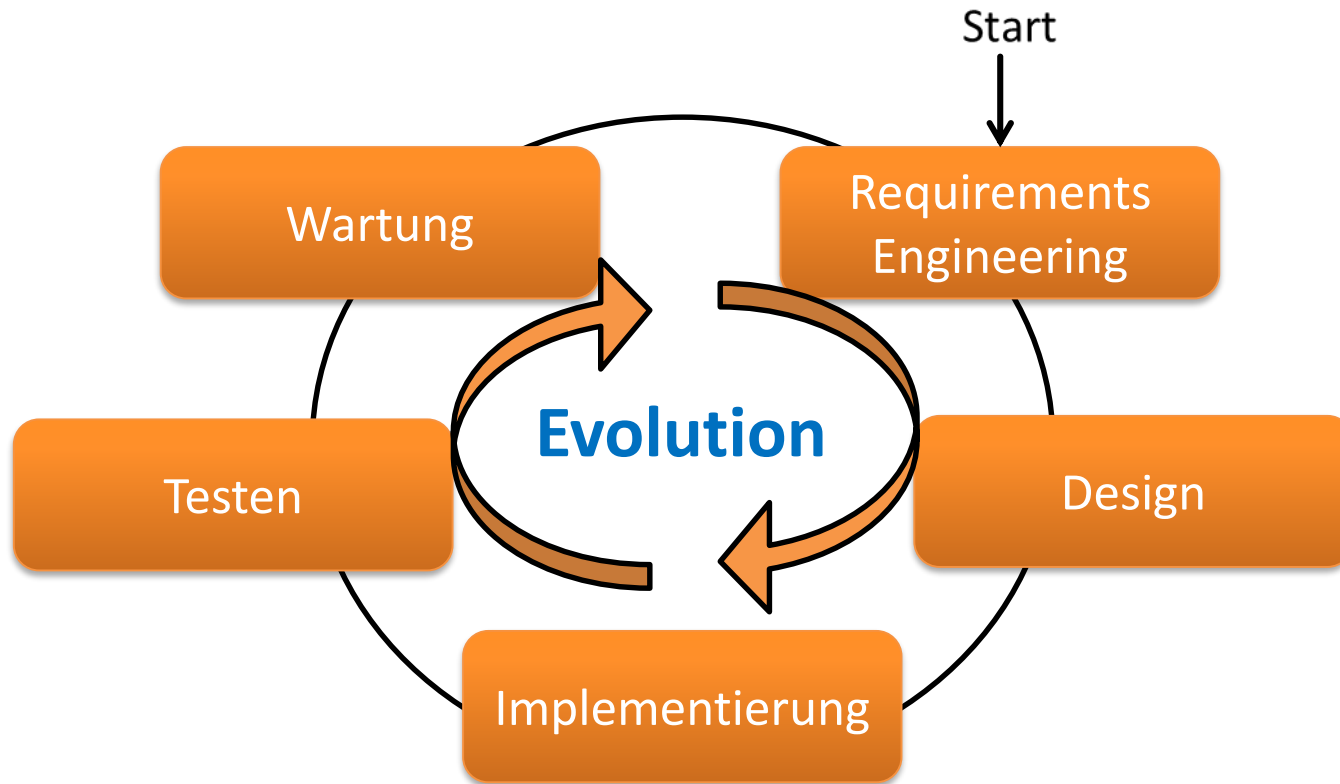 Start
Wartung
Requirements
Engineering
Evolution
Testen
Design
Implementierung